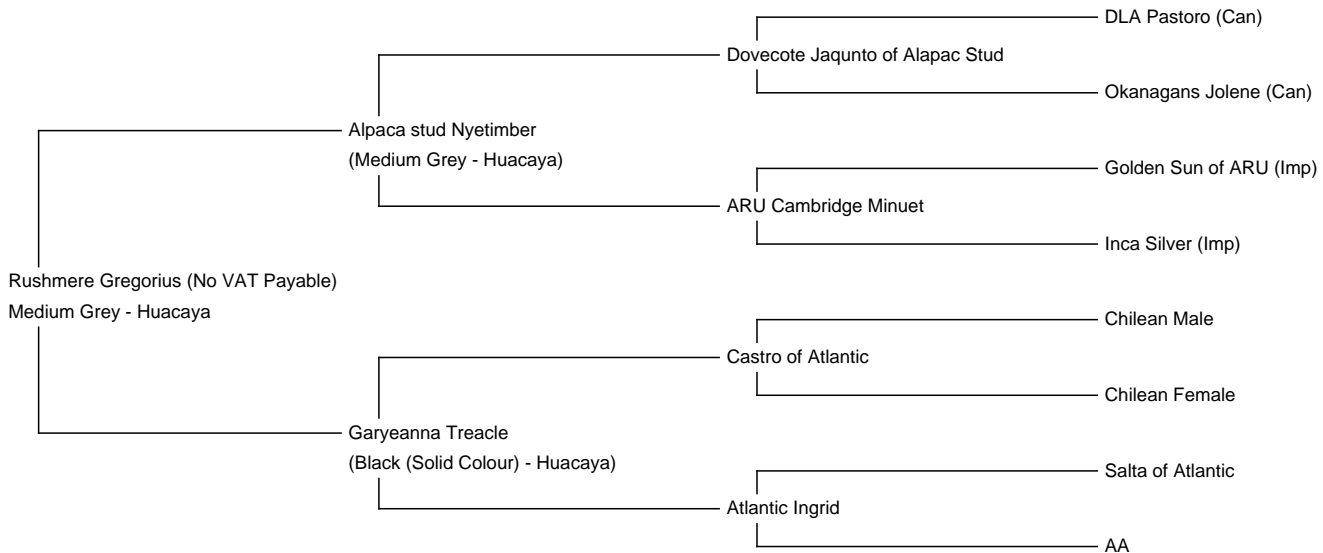 DLA Pastoro (Can)
Dovecote Jaqunto of Alapac Stud
Okanagans Jolene (Can)
Alpaca stud Nyetimber
(Medium Grey - Huacaya)
Golden Sun of ARU (Imp)
ARU Cambridge Minuet
Inca Silver (Imp)
Rushmere Gregorius (No VAT Payable)
Medium Grey - Huacaya
Chilean Male
Castro of Atlantic
Chilean Female
Garyeanna Treacle
(Black (Solid Colour) - Huacaya)
Salta of Atlantic
Atlantic Ingrid
AA